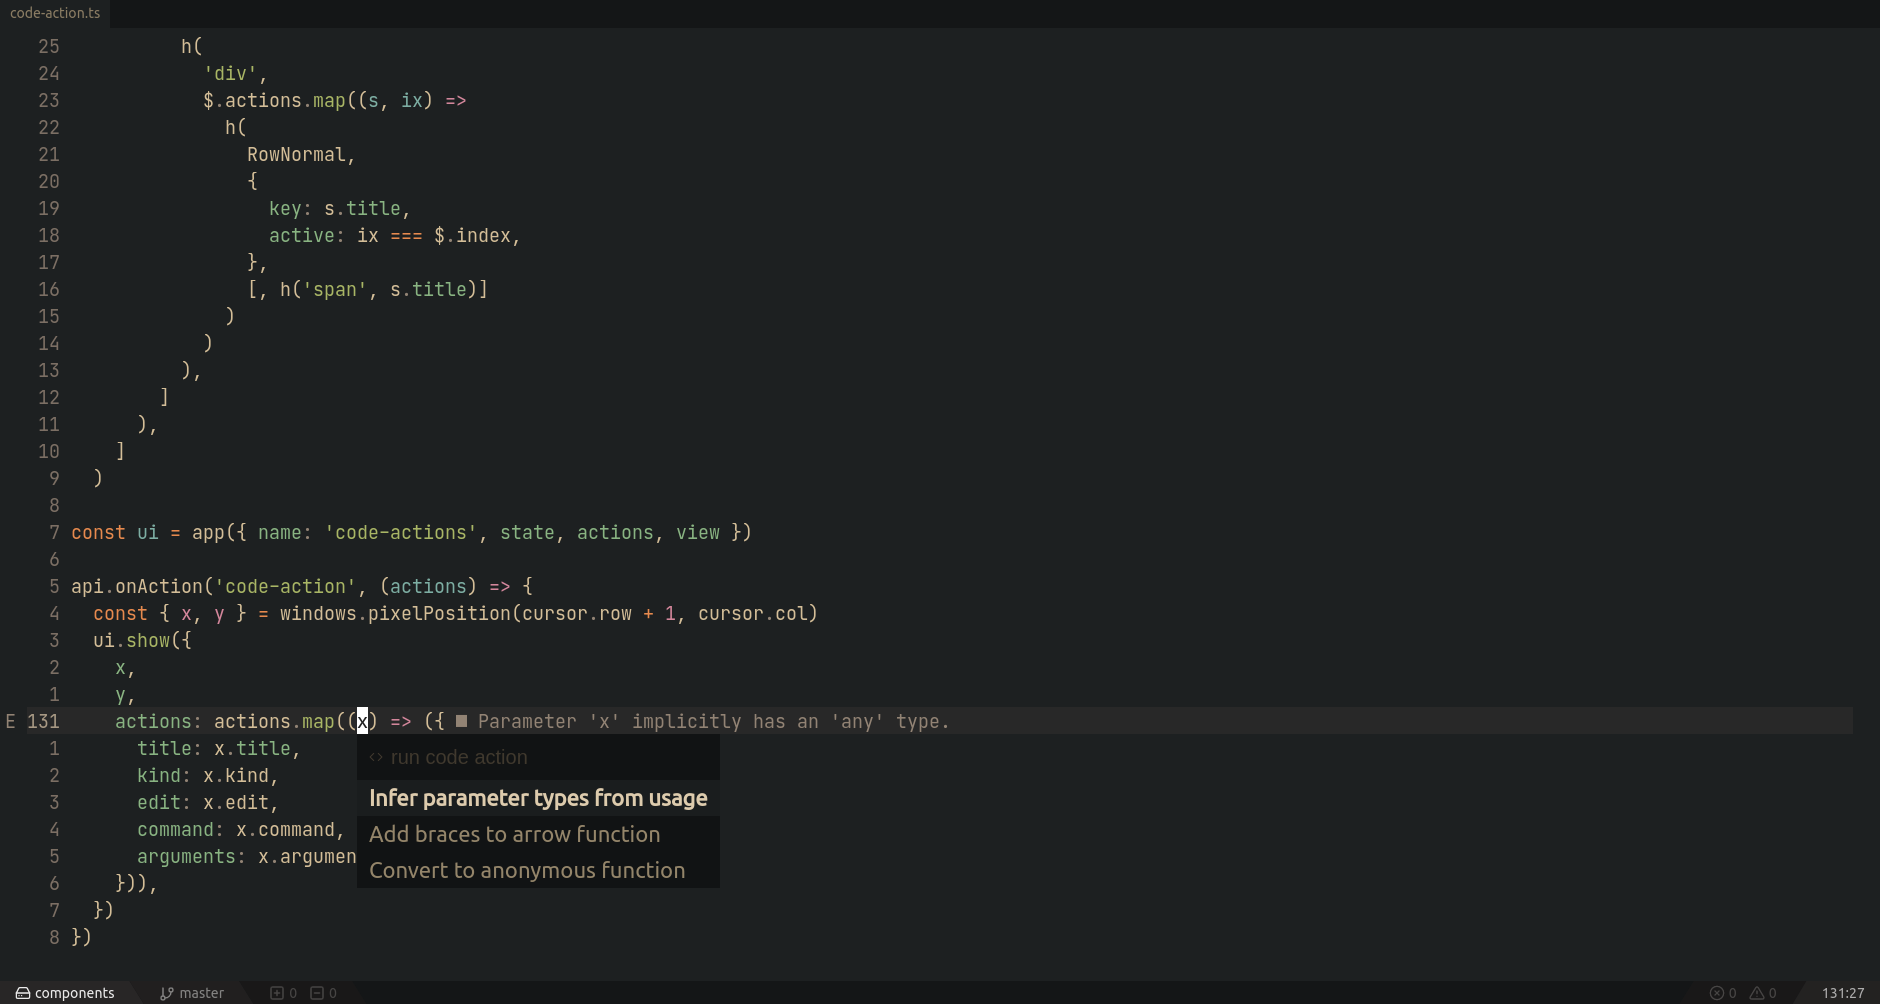 code-action.ts
25 h(
24 'div',
23 $.actions.map((s, ix) =>
22 h(
21 RowNormal,
20 {
19 key: s.title,
18 active: ix === $.index,
17 },
16 [, h('span', s.title)]
15 )
14 )
13 ),
12 ]
11 ),
10 ]
9 )
8
7 const ui = app({ name: 'code-actions', state, actions, view })
6
5 api.onAction('code-action', (actions) => {
4 const { x, y } = windows.pixelPosition(cursor.row + 1, cursor.col)
3 ui.show({
2 x,
1 y,
E 131 actions: actions.map((x) => ({ ■ Parameter 'x' implicitly has an 'any' type.
1 title: x.title,
<> run code action
2 kind: x.kind,
3 edit: x.edit,
Infer parameter types from usage
4 command: x.command,
Add braces to arrow function
5 arguments: x.argumen
Convert to anonymous function
6 })),
7 })
8 })
components master 0 0 0 0 131:27